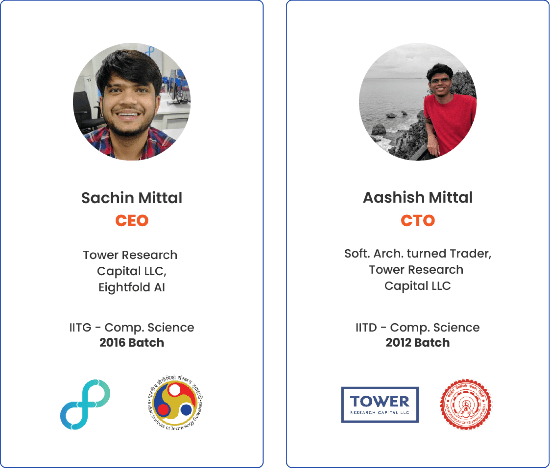 Sachin Mittal
CEO
Tower Research
Capital LLC,
Eightfold AI
IITG - Comp. Science
2016 Batch
Aashish Mittal
CTO
Soft. Arch. turned Trader,
Tower Research
Capital LLC
IITD - Comp. Science
2012 Batch
TOWER
RESEARCH CAPITAL LLC